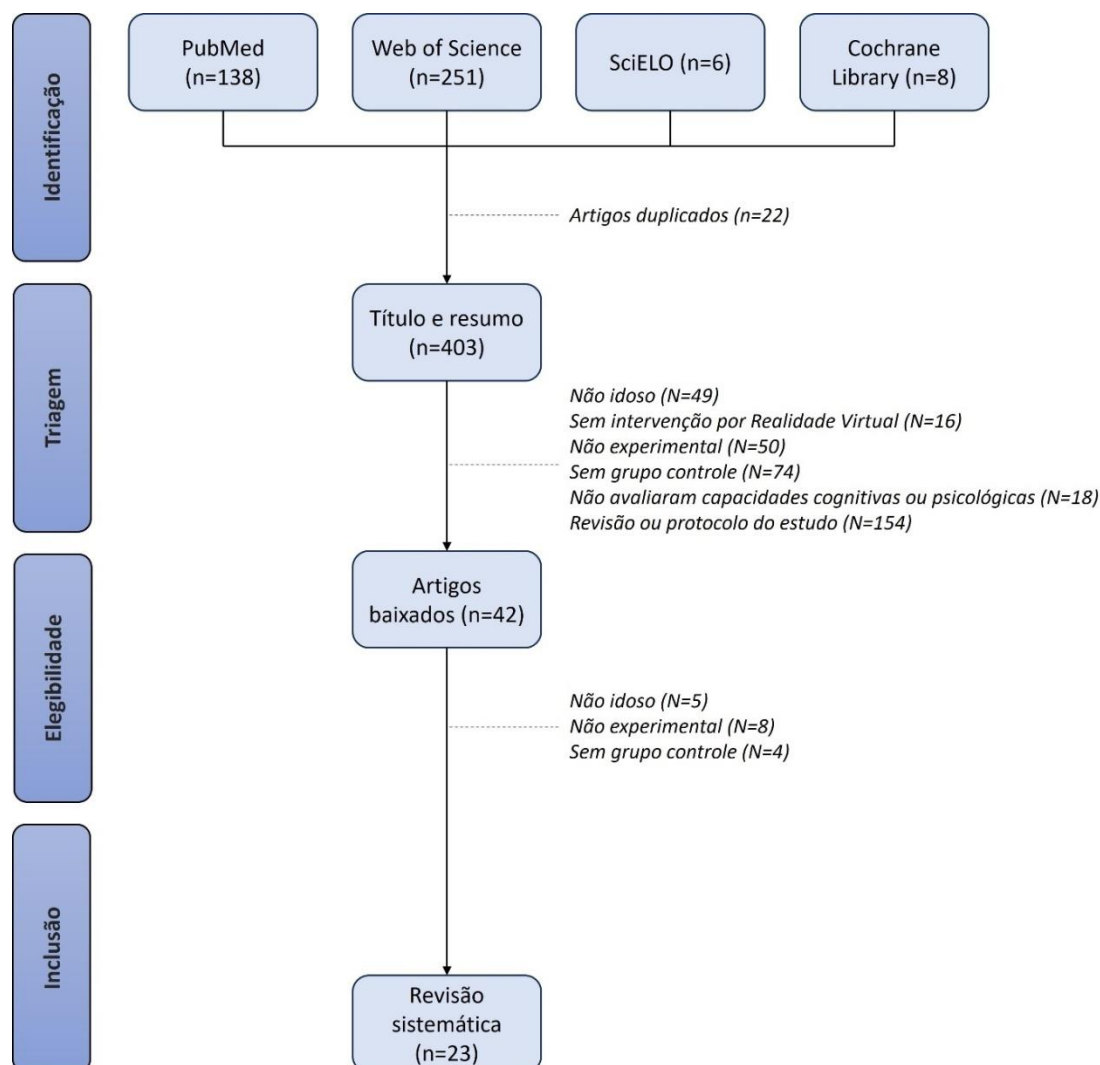 Identificação
PubMed
(n=138)
Web of Science
(n=251)
SciELO (n=6)
Cochrane
Library (n=8)
Artigos duplicados (n=22)
Triagem
Título e resumo
(n=403)
Não idoso (N=49)
Sem intervenção por Realidade Virtual (N=16)
Não experimental (N=50)
Sem grupo controle (N=74)
Não avaliaram capacidades cognitivas ou psicológicas (N=18)
Revisão ou protocolo do estudo (N=154)
Elegibilidade
Artigos
baixados (n=42)
Não idoso (N=5)
Não experimental (N=8)
Sem grupo controle (N=4)
Inclusão
Revisão
sistemática
(n=23)